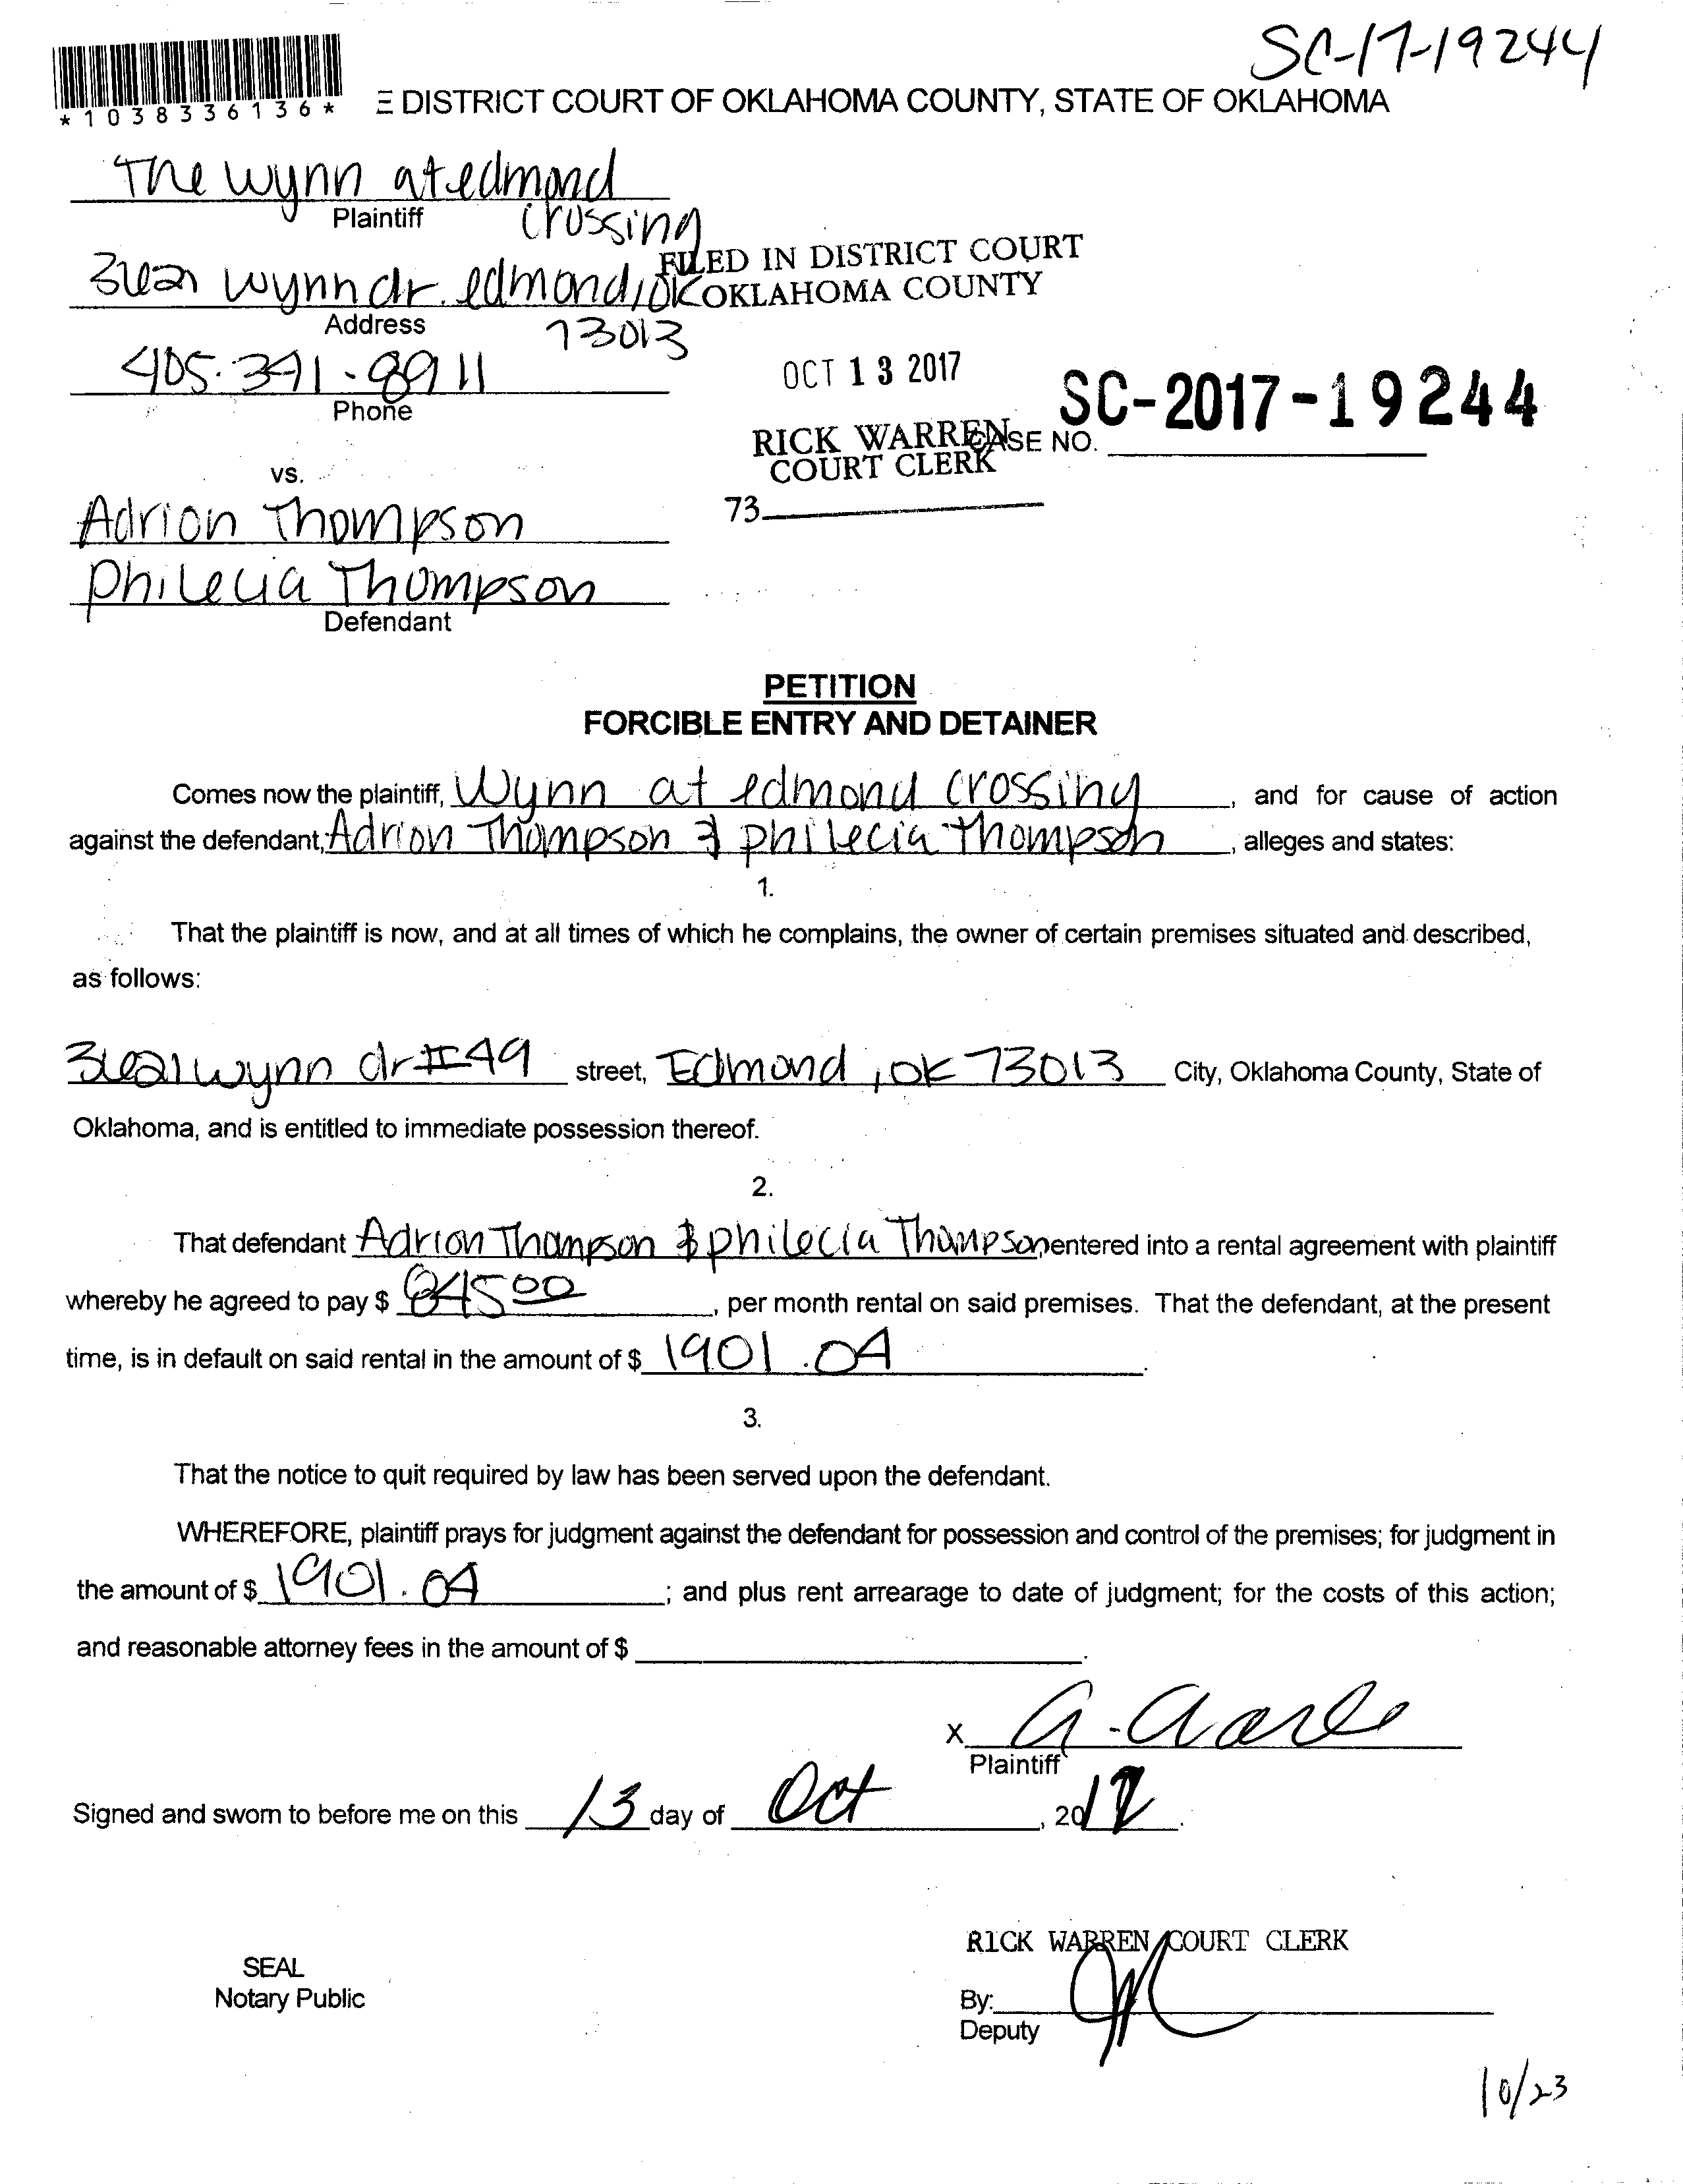 SC-17-19244
*1038336136*
E DISTRICT COURT OF OKLAHOMA COUNTY, STATE OF OKLAHOMA
The Wynn at edmond
Plaintiff
crossing
Wynn dr. edmond, OK
Address
73013
405.391.8911
Phone
FILED IN DISTRICT COURT
OKLAHOMA COUNTY
OCT 13 2017
RICK WARREN
COURT CLERK
73
CASE NO. SC-2017-19244
vs.
Adrion Thompson
Philecia Thompson
Defendant
PETITION
FORCIBLE ENTRY AND DETAINER
Comes now the plaintiff, Wynn at edmond crossing, and for cause of action
against the defendant, Adrion Thompson & philecia Thompson, alleges and states:
1.
That the plaintiff is now, and at all times of which he complains, the owner of certain premises situated and described,
as follows:
wynn dr #49 street, Edmond, OK 73013 City, Oklahoma County, State of
Oklahoma, and is entitled to immediate possession thereof.
2.
That defendant Adrion Thompson & philecia Thompson entered into a rental agreement with plaintiff
whereby he agreed to pay $ 845 00, per month rental on said premises. That the defendant, at the present
time, is in default on said rental in the amount of $ 1901.04.
3.
That the notice to quit required by law has been served upon the defendant.
WHEREFORE, plaintiff prays for judgment against the defendant for possession and control of the premises; for judgment in
the amount of $ 1901.04; and plus rent arrearage to date of judgment; for the costs of this action;
and reasonable attorney fees in the amount of $
X
Plaintiff
Signed and sworn to before me on this 13 day of Oct, 2017.
RICK WARREN COURT CLERK
SEAL
Notary Public
By:
Deputy
10/23